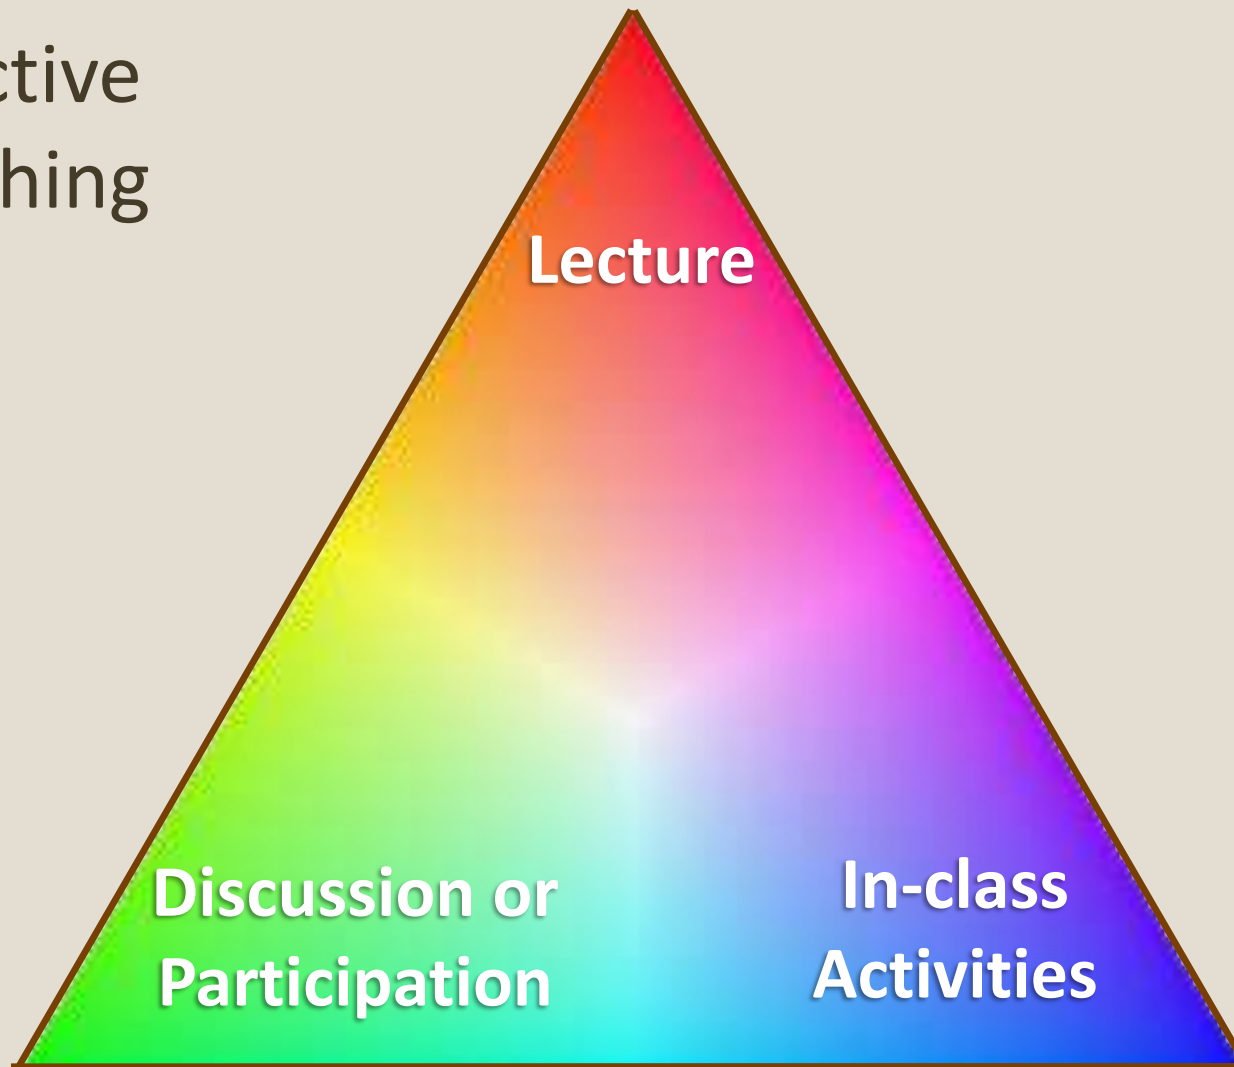 ctive
hing
Lecture
Discussion or
Participation
In-class
Activities